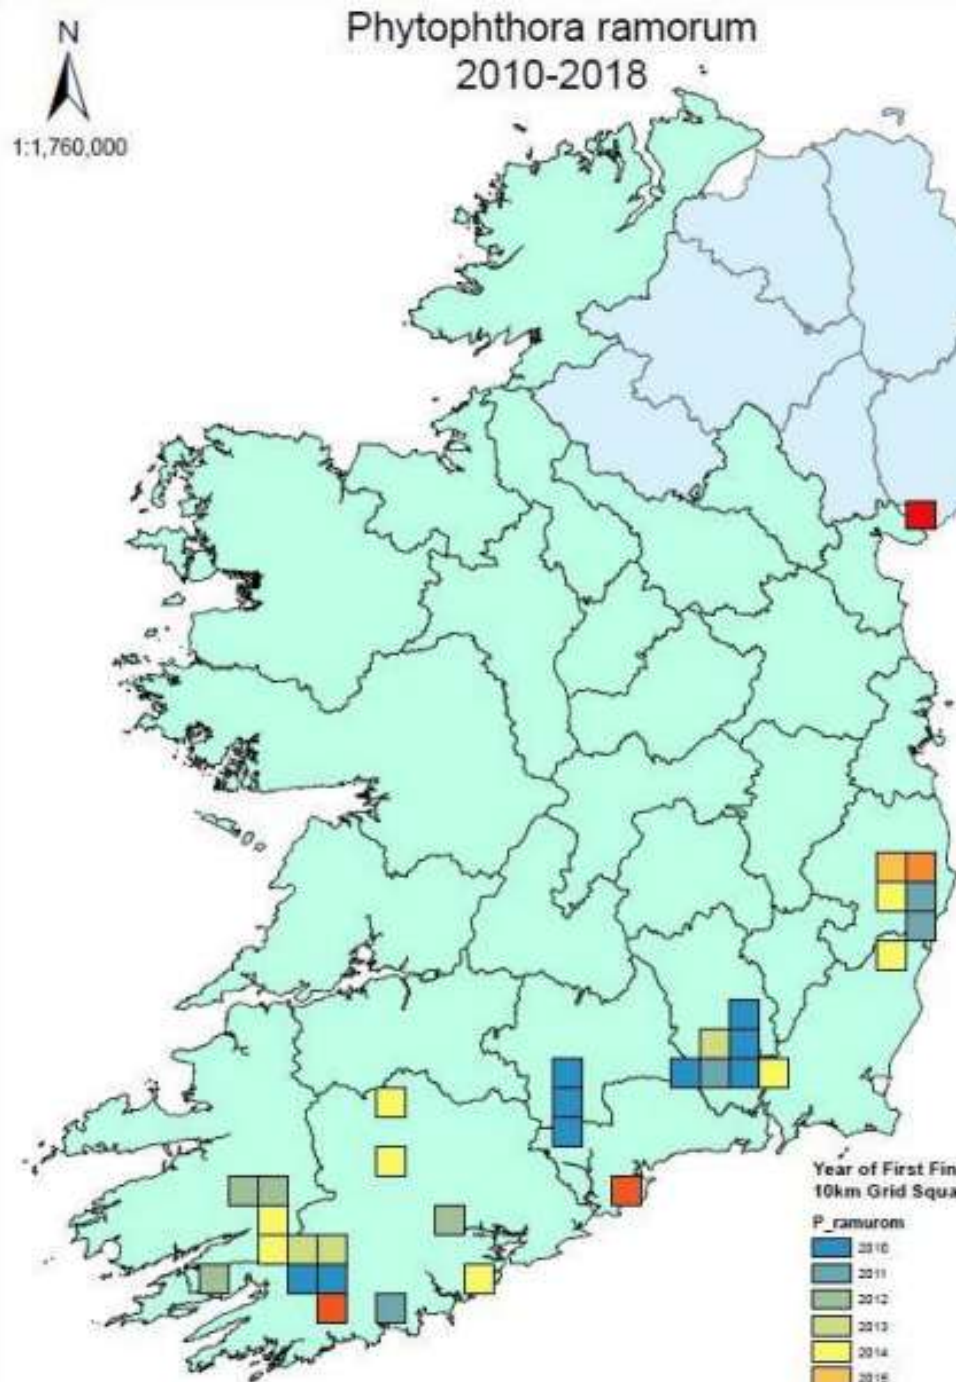 Phytophthora ramorum
2010-2018
N
1:1,760,000
Year of First Fin
10km Grid Squa
P_ramurom
2010
2011
2012
2013
2014
2015